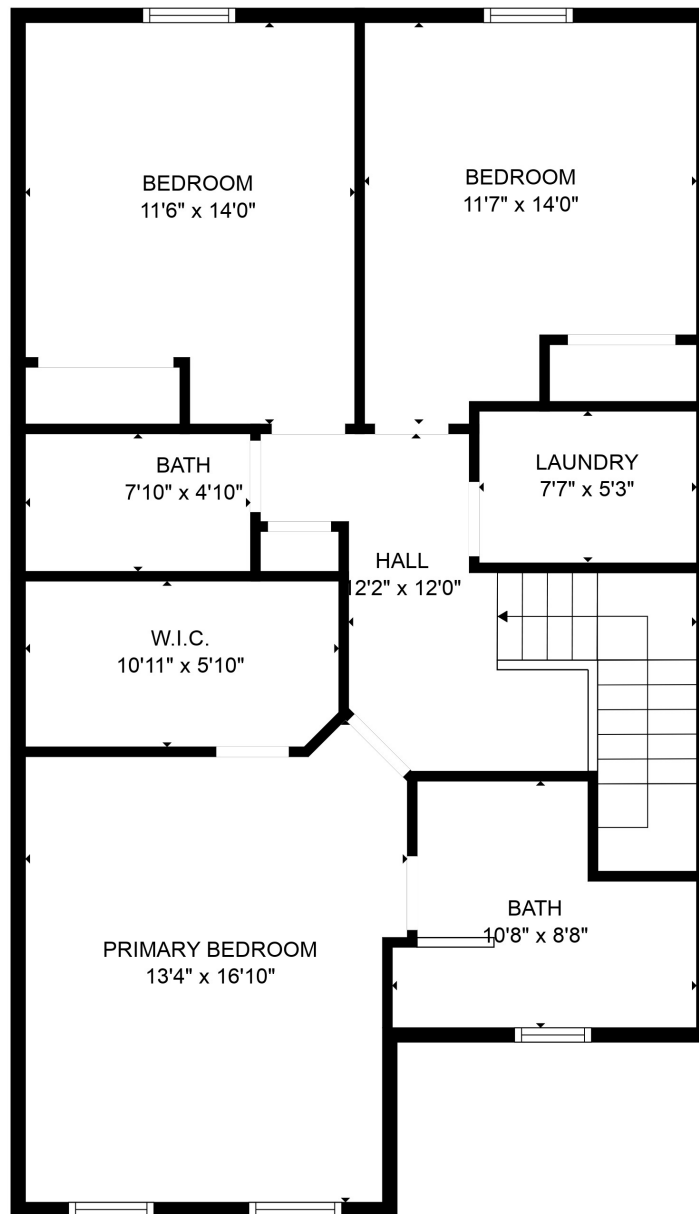 BEDROOM
11'6" x 14'0"
BEDROOM
11'7" x 14'0"
BATH
7'10" x 4'10"
LAUNDRY
7'7" x 5'3"
HALL
12'2" x 12'0"
W.I.C.
10'11" x 5'10"
BATH
10'8" x 8'8"
PRIMARY BEDROOM
13'4" x 16'10"